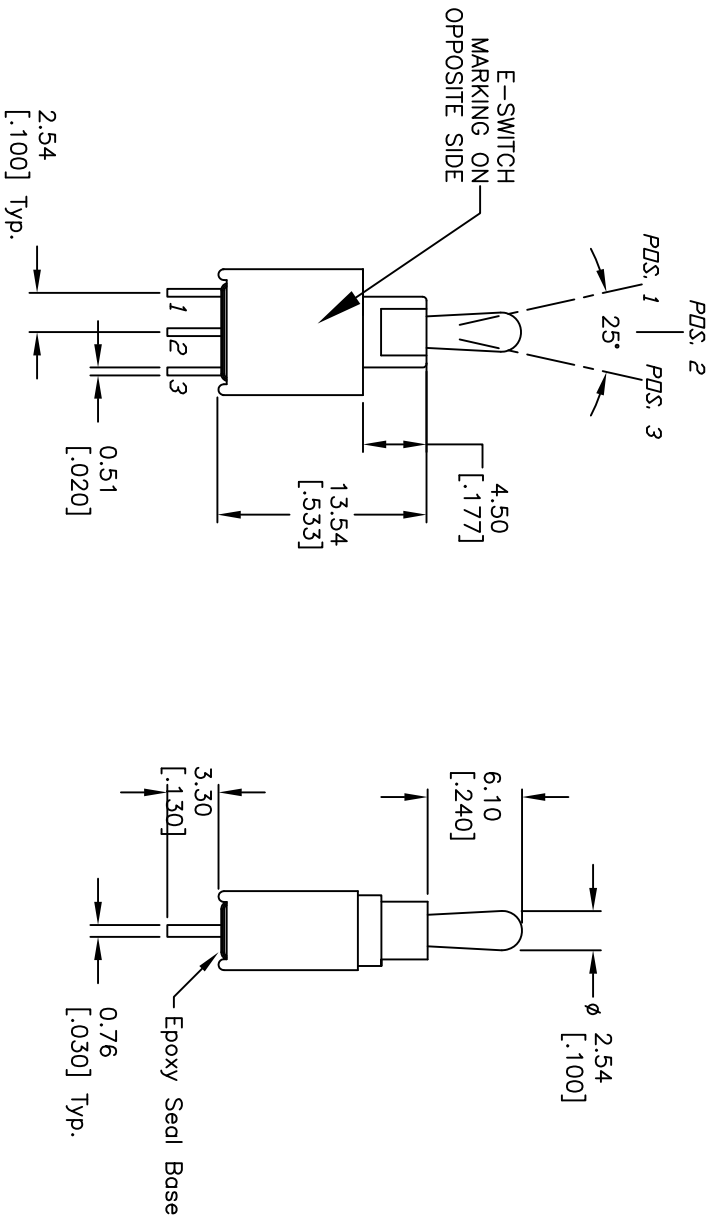 POS. 1
POS. 2
POS. 3
25°
E-SWITCH
MARKING ON
OPPOSITE SIDE
4.50
[.177]
13.54
[.533]
1
2
3
2.54
[.100] Typ.
0.51
[.020]
6.10
[.240]
ø 2.54
[.100]
3.30
[.130]
0.76
[.030] Typ.
Epoxy Seal Base